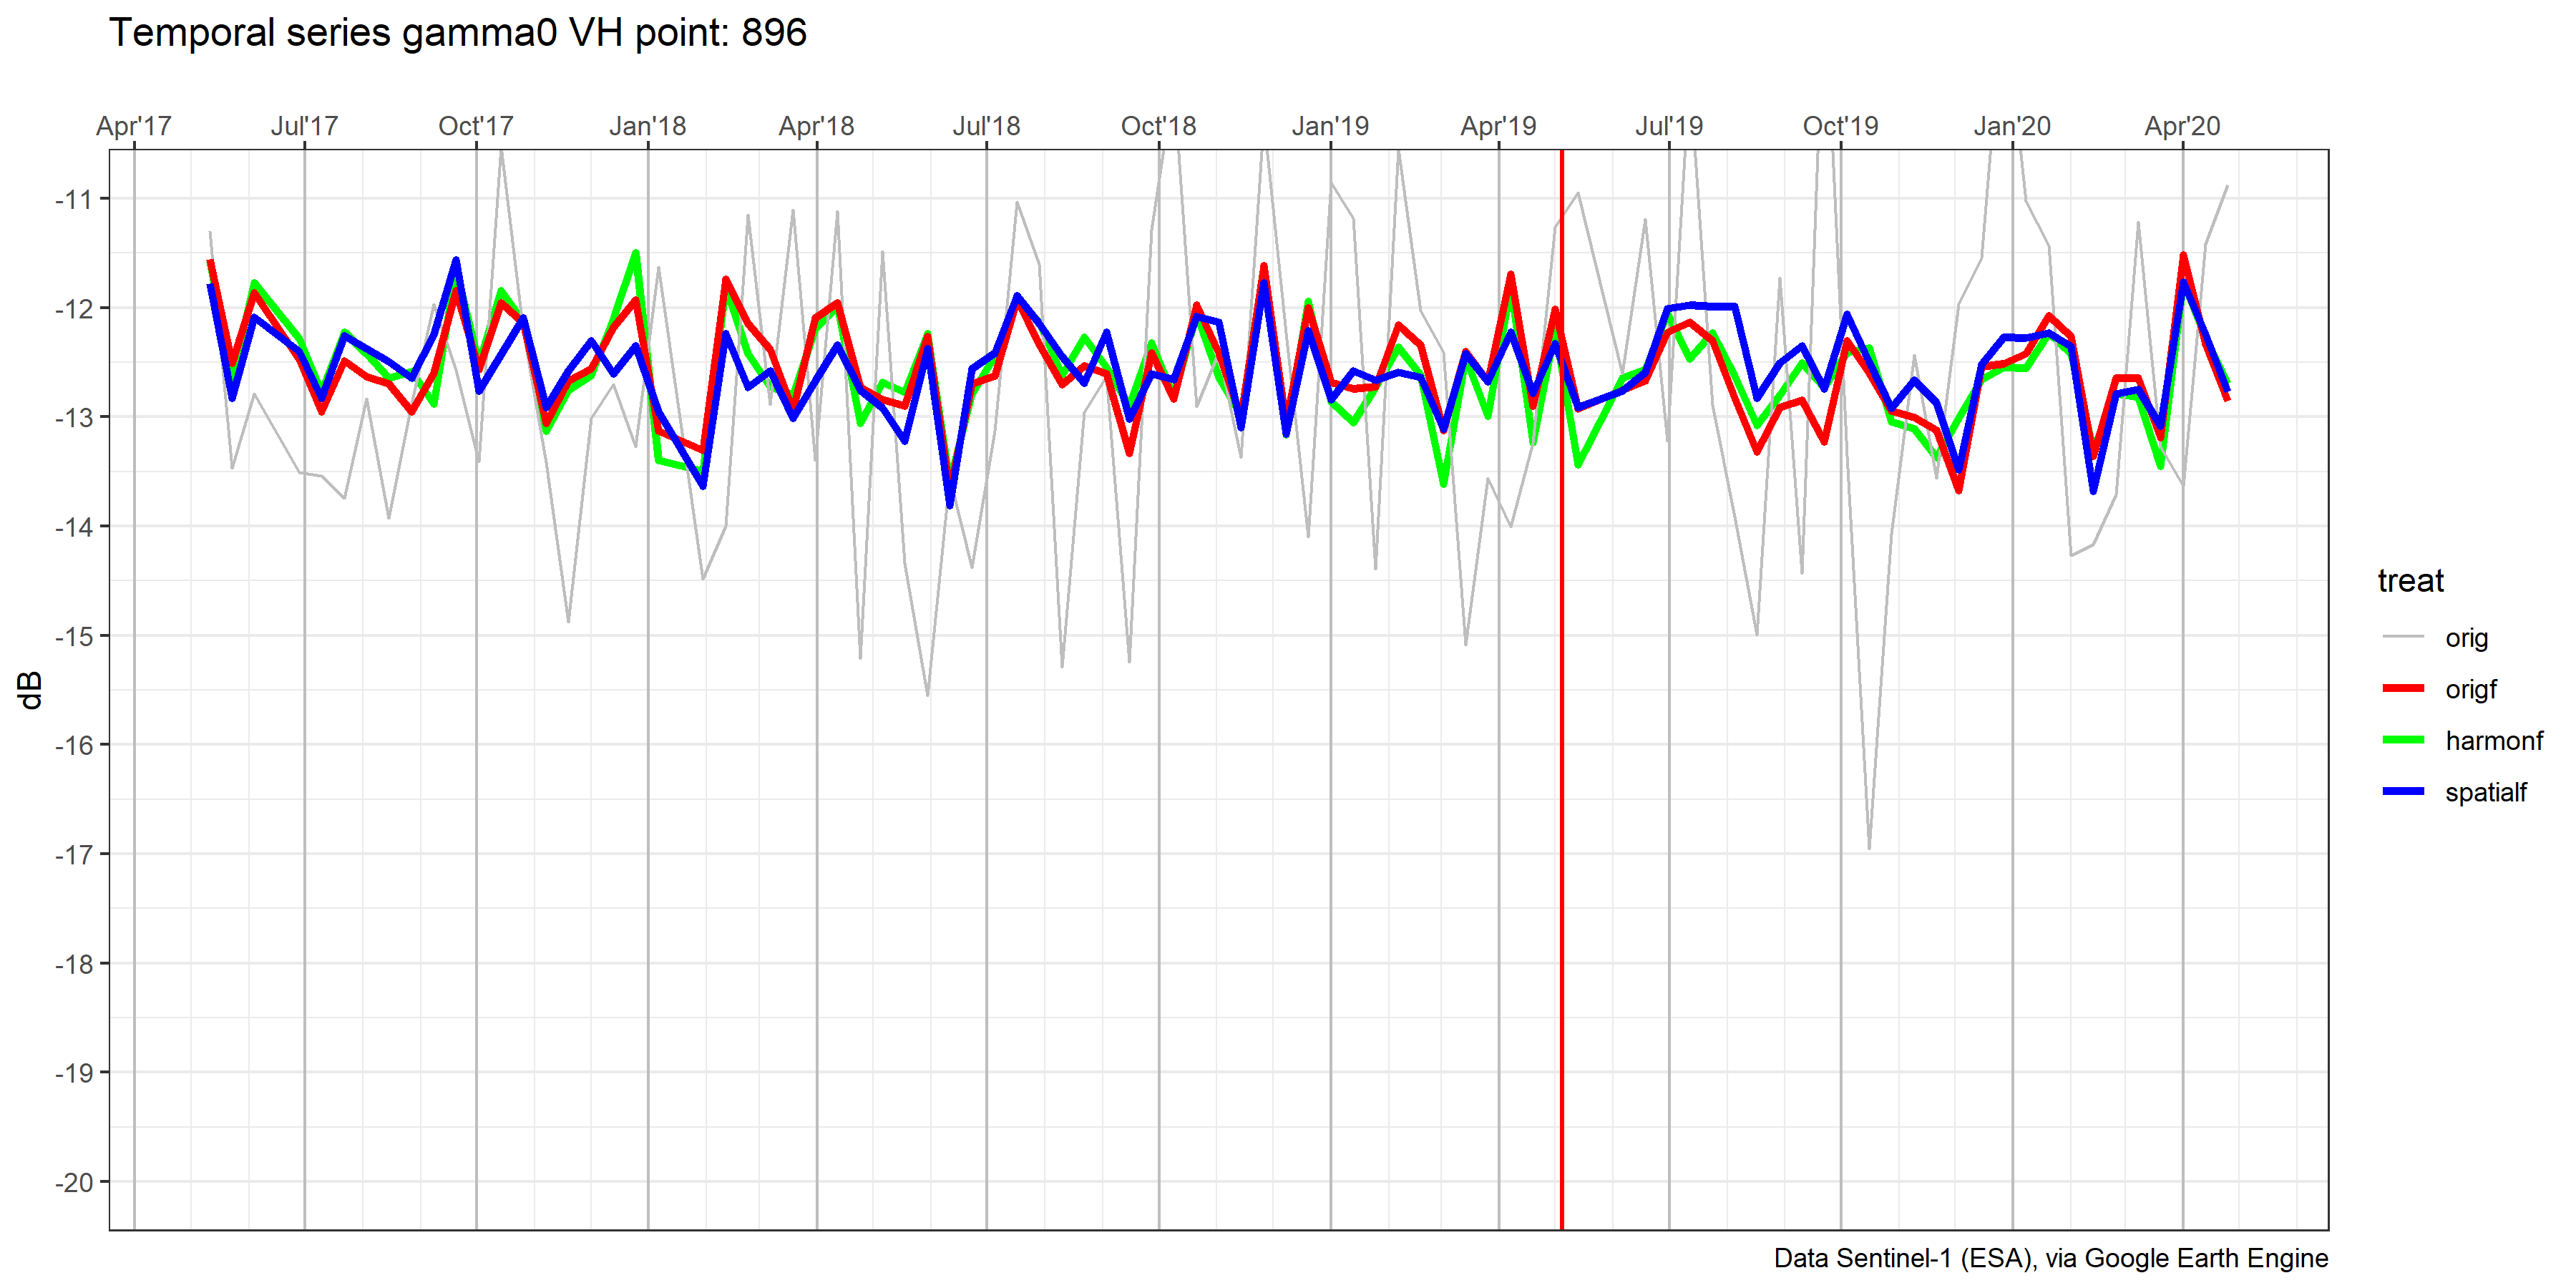 Temporal series gamma0 VH point: 896
Apr'17 Jul'17 Oct'17 Jan'18 Apr'18 Jul'18 Oct'18 Jan'19 Apr'19 Jul'19 Oct'19 Jan'20 Apr'20
-11
-12
-13
-14
-15
-16
-17
-18
-19
-20
dB
treat
orig
origf
harmonf
spatialf
Data Sentinel-1 (ESA), via Google Earth Engine